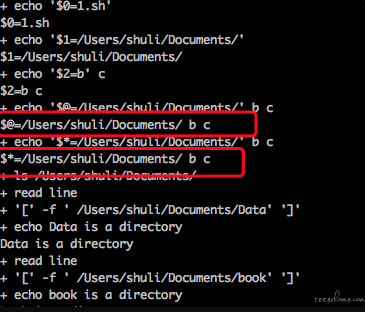 + echo '$0=1.sh'
$0=1.sh
+ echo '$1=/Users/shuli/Documents/'
$1=/Users/shuli/Documents/
+ echo '$2=b' c
$2=b c
+ echo '$@=/Users/shuli/Documents/' b c
$@=/Users/shuli/Documents/ b c
+ echo '$*=/Users/shuli/Documents/' b c
$*=/Users/shuli/Documents/ b c
+ ls /Users/shuli/Documents/
+ read line
+ '[' -f ' /Users/shuli/Documents/Data' ']'
+ echo Data is a directory
Data is a directory
+ read line
+ '[' -f ' /Users/shuli/Documents/book' ']'
+ echo book is a directory